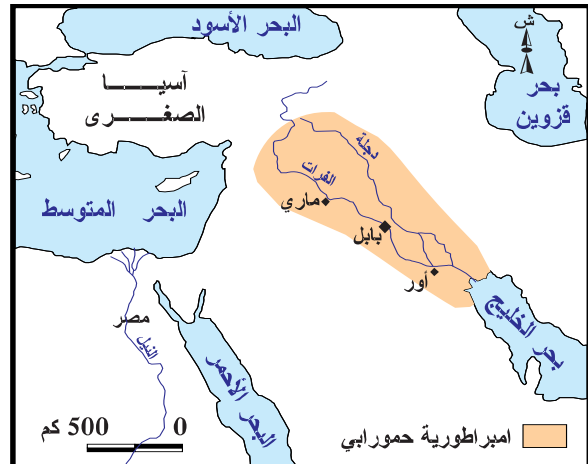 البحر الأسود
ش
آسيـــــــا
الصغـــــرى
بحر
قزوين
دجلة
الفرات
ماري
البحر المتوسط
بابل
أور
مصر
النيل
بحر الخليج
البحر الأحمر
500 كم
0
امبراطورية حمورابي